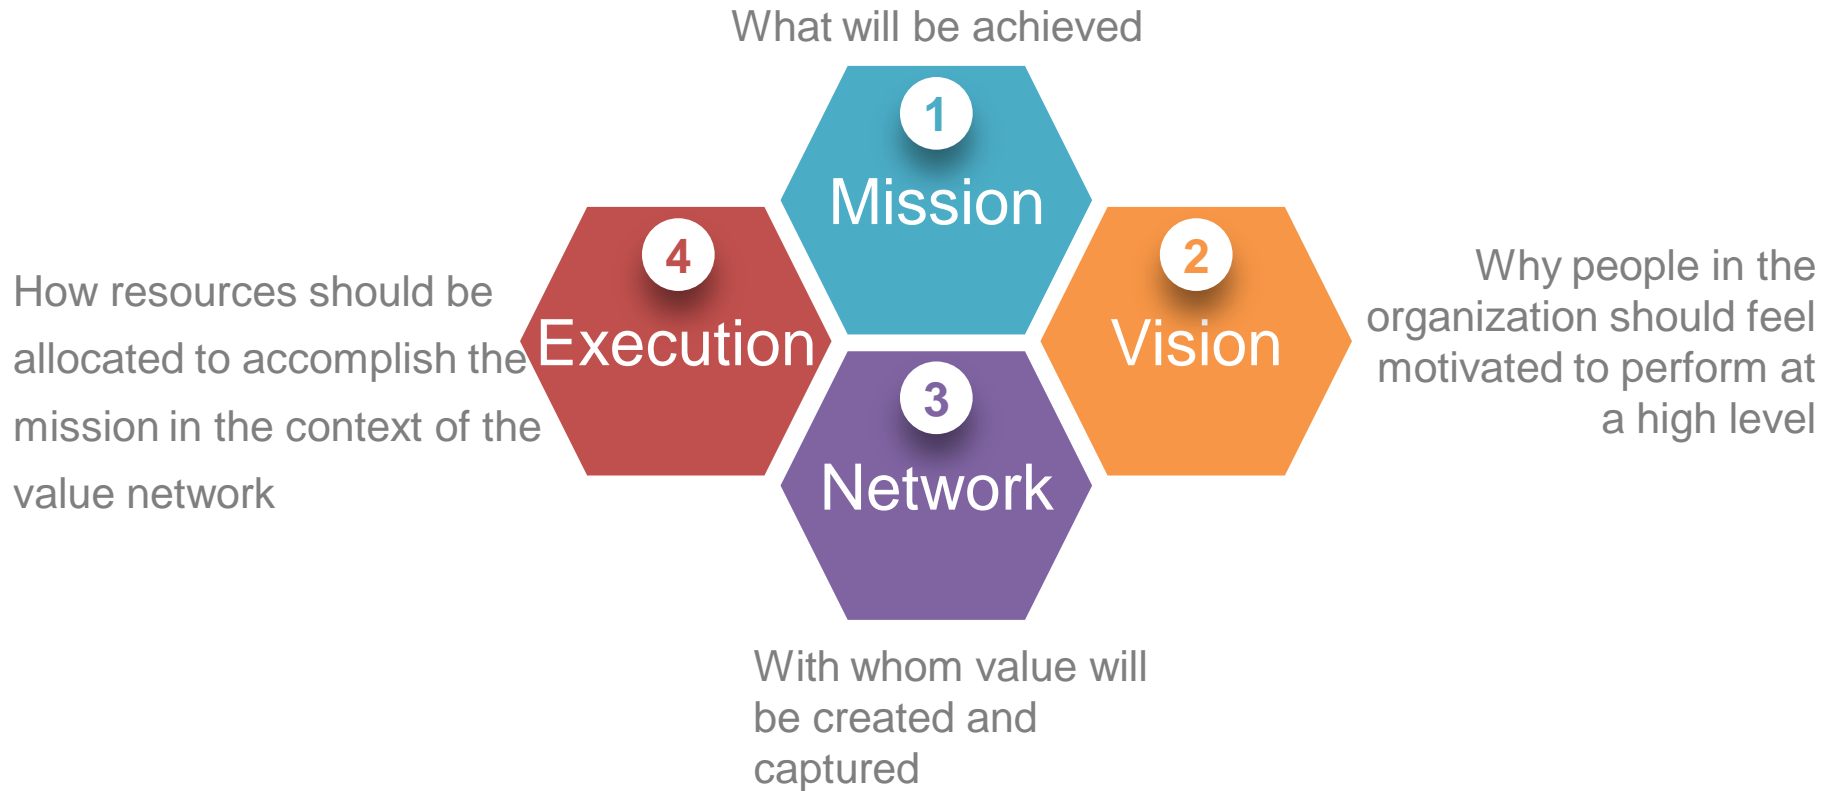 What will be achieved
1
Mission
2
Vision
Why people in the
organization should feel
motivated to perform at
a high level
3
Network
With whom value will
be created and
captured
4
Execution
How resources should be
allocated to accomplish the
mission in the context of the
value network